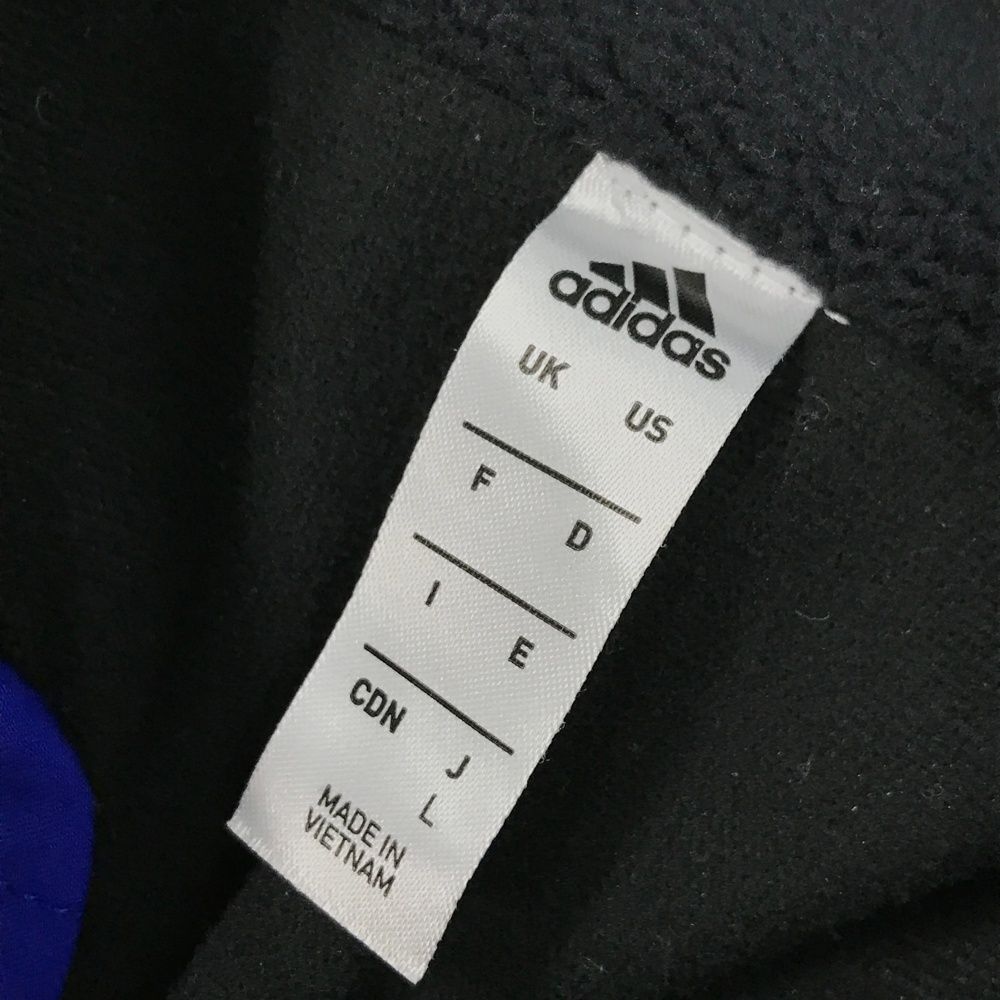 adidas
UK US
F D
I E
CDN J
L
MADE IN
VIETNAM